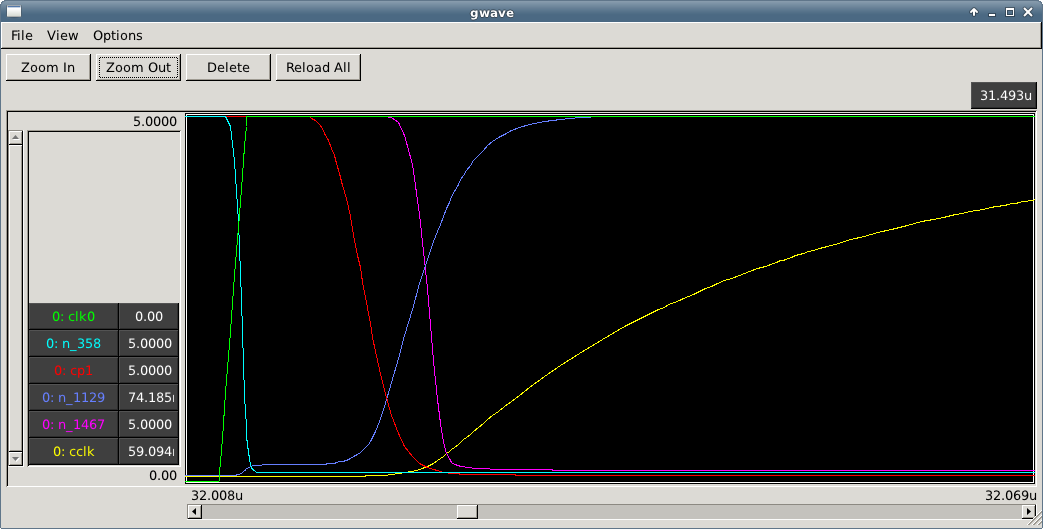 gwave
File View Options
Zoom In Zoom Out Delete Reload All
31.493u
5.0000
0: clk0 0.00
0: n_358 5.0000
0: cp1 5.0000
0: n_1129 74.185
0: n_1467 5.0000
0: cclk 59.094
0.00
32.008u 32.069u